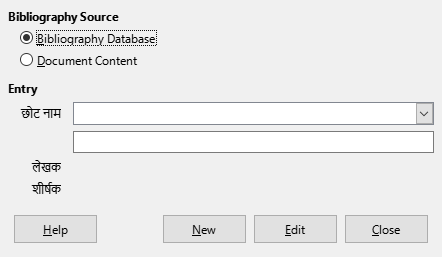 Bibliography Source
Bibliography Database
Document Content
Entry
छोट नाम
लेखक
शीर्षक
Help New Edit Close